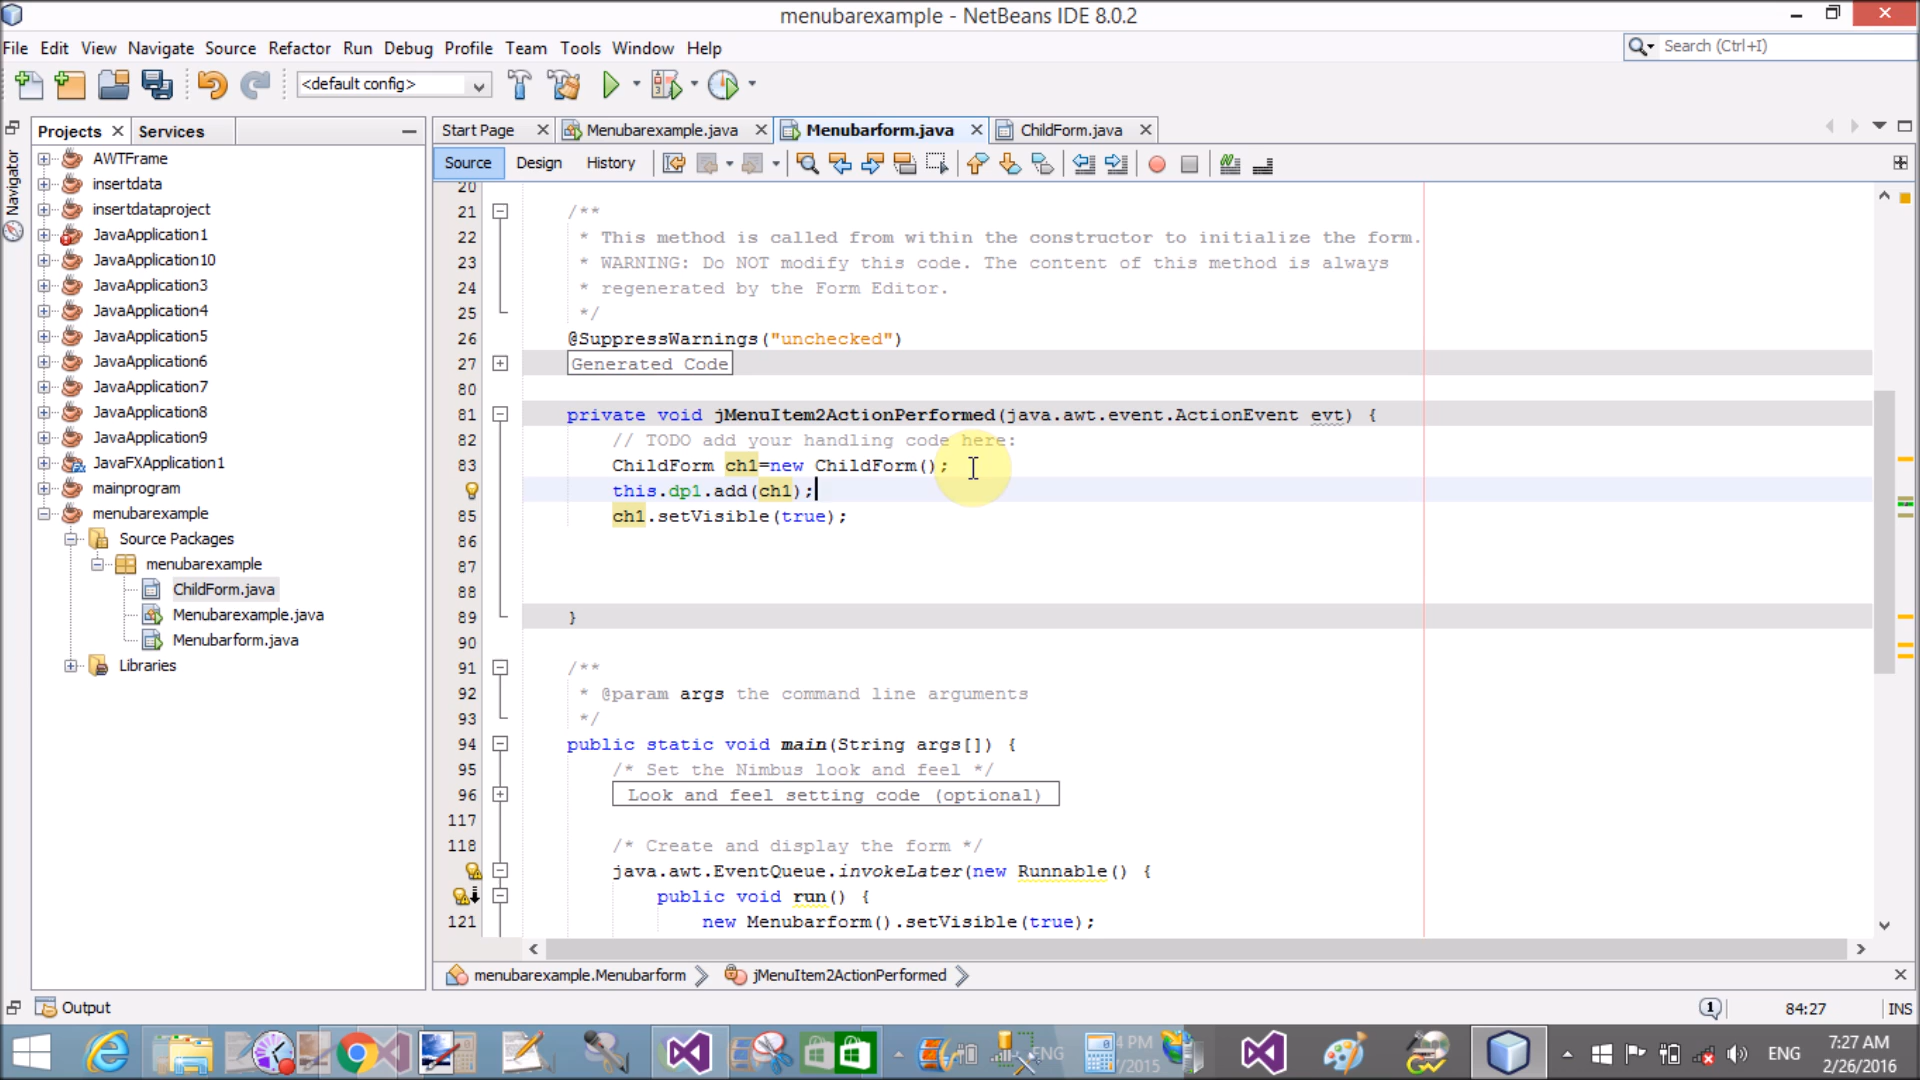 menubarexample - NetBeans IDE 8.0.2
File Edit View Navigate Source Refactor Run Debug Profile Team Tools Window Help
Search (Ctrl+I)
<default config>
Projects Services
Start Page Menubarexample.java Menubarform.java ChildForm.java
Source Design History
Navigator
AWTFrame
insertdata
insertdataproject
JavaApplication1
JavaApplication10
JavaApplication3
JavaApplication4
JavaApplication5
JavaApplication6
JavaApplication7
JavaApplication8
JavaApplication9
JavaFXApplication1
mainprogram
menubarexample
Source Packages
menubarexample
ChildForm.java
Menubarexample.java
Menubarform.java
Libraries
20
21 /**
22 * This method is called from within the constructor to initialize the form.
23 * WARNING: Do NOT modify this code. The content of this method is always
24 * regenerated by the Form Editor.
25 */
26 @SuppressWarnings("unchecked")
27 Generated Code
80
81 private void jMenuItem2ActionPerformed(java.awt.event.ActionEvent evt) {
82 // TODO add your handling code here:
83 ChildForm ch1=new ChildForm();
this.dp1.add(ch1);
85 ch1.setVisible(true);
86
87
88
89 }
90
91 /**
92 * @param args the command line arguments
93 */
94 public static void main(String args[]) {
95 /* Set the Nimbus look and feel */
96 Look and feel setting code (optional)
117
118 /* Create and display the form */
java.awt.EventQueue.invokeLater(new Runnable() {
public void run() {
121 new Menubarform().setVisible(true);
menubarexample.Menubarform jMenuItem2ActionPerformed
Output
1
84:27
INS
ENG
7:27 AM
2/26/2016